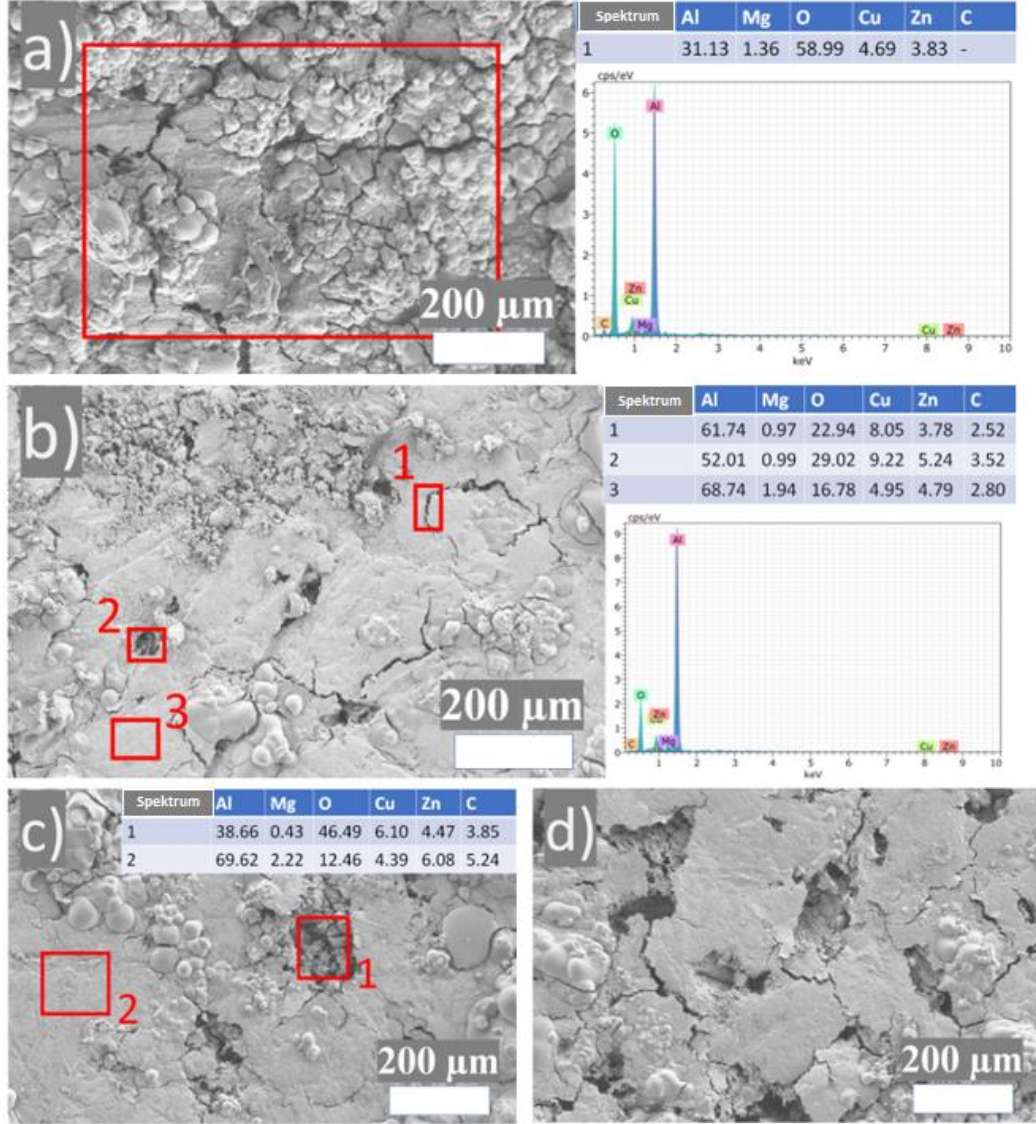 a)
200 µm
Spektrum Al Mg O Cu Zn C
1 31.13 1.36 58.99 4.69 3.83 -
cps/eV
6
5
4
3
2
1
0
O
Al
Zn
Cu
C
Mg
Cu
Zn
1 2 3 4 5 6 7 8 9 10
keV
b)
1
2
3
200 µm
Spektrum Al Mg O Cu Zn C
1 61.74 0.97 22.94 8.05 3.78 2.52
2 52.01 0.99 29.02 9.22 5.24 3.52
3 68.74 1.94 16.78 4.95 4.79 2.80
cps/eV
9
8
7
6
5
4
3
2
1
0
Al
O
Zn
C
Mg
Cu
Zn
1 2 3 4 5 6 7 8 9 10
keV
c)
Spektrum Al Mg O Cu Zn C
1 38.66 0.43 46.49 6.10 4.47 3.85
2 69.62 2.22 12.46 4.39 6.08 5.24
1
2
200 µm
d)
200 µm